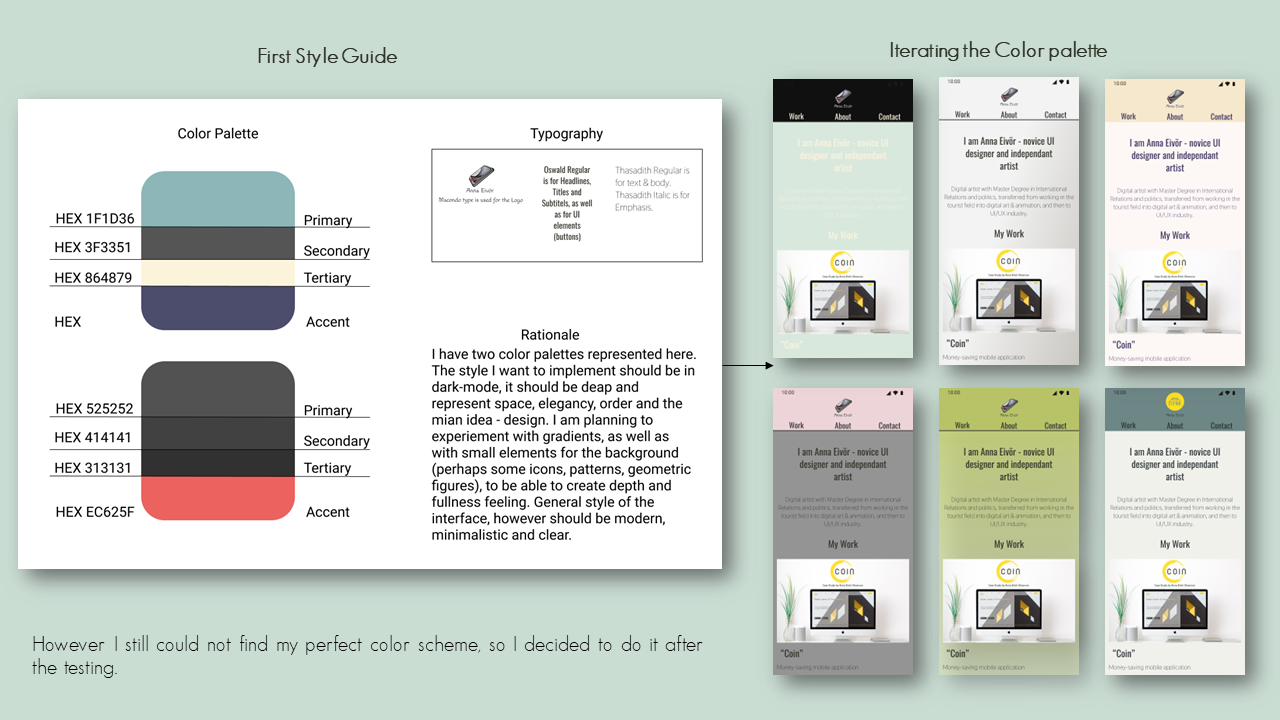 First Style Guide
Color Palette
HEX 1F1D36
Primary
HEX 3F3351
Secondary
HEX 864879
Tertiary
HEX
Accent
HEX 525252
Primary
HEX 414141
Secondary
HEX 313131
Tertiary
HEX EC625F
Accent
Typography
Anna Eivör
Macondo type is used for the Logo
Oswald Regular
is for Headlines,
Titles and
Subtitels, as well
as for UI
elements
(buttons)
Thasadith Regular is
for text & body.
Thasadith Italic is for
Emphasis.
Rationale
I have two color palettes represented here.
The style I want to implement should be in
dark-mode, it should be deap and
represent space, elegancy, order and the
mian idea - design. I am planning to
experiement with gradients, as well as
with small elements for the background
(perhaps some icons, patterns, geometric
figures), to be able to create depth and
fullness feeling. General style of the
interface, however should be modern,
minimalistic and clear.
However I still could not find my perfect color scheme, so I decided to do it after
the testing.
Iterating the Color palette
10:00
Work About Contact
I am Anna Eivör - novice UI
designer and independant
artist
My Work
COIN
"Coin"
10:00
Anna Eivör
Work About Contact
I am Anna Eivör - novice UI
designer and independant
artist
Digital artist with Master Degree in International
Relations and politics, transferred from working in the
tourist field into digital art & animation, and then to
UI/UX industry.
My Work
COIN
"Coin"
Money-saving mobile application
10:00
Anna Eivör
Work About Contact
I am Anna Eivör - novice UI
designer and independant
artist
Digital artist with Master Degree in International
Relations and politics, transferred from working in the
tourist field into digital art & animation, and then to
UI/UX industry.
My Work
COIN
"Coin"
Money-saving mobile application
10:00
Anna Eivör
Work About Contact
I am Anna Eivör - novice UI
designer and independant
artist
Digital artist with Master Degree in International
Relations and politics, transferred from working in the
tourist field into digital art & animation, and then to
UI/UX industry.
My Work
COIN
"Coin"
Money-saving mobile application
10:00
Anna Eivör
Work About Contact
I am Anna Eivör - novice UI
designer and independant
artist
Digital artist with Master Degree in International
Relations and politics, transferred from working in the
tourist field into digital art & animation, and then to
UI/UX industry.
My Work
COIN
"Coin"
Money-saving mobile application
10:00
Anna Eivör
Work About Contact
I am Anna Eivör - novice UI
designer and independant
artist
Digital artist with Master Degree in International
Relations and politics, transferred from working in the
tourist field into digital art & animation, and then to
UI/UX industry.
My Work
COIN
"Coin"
Money-saving mobile application